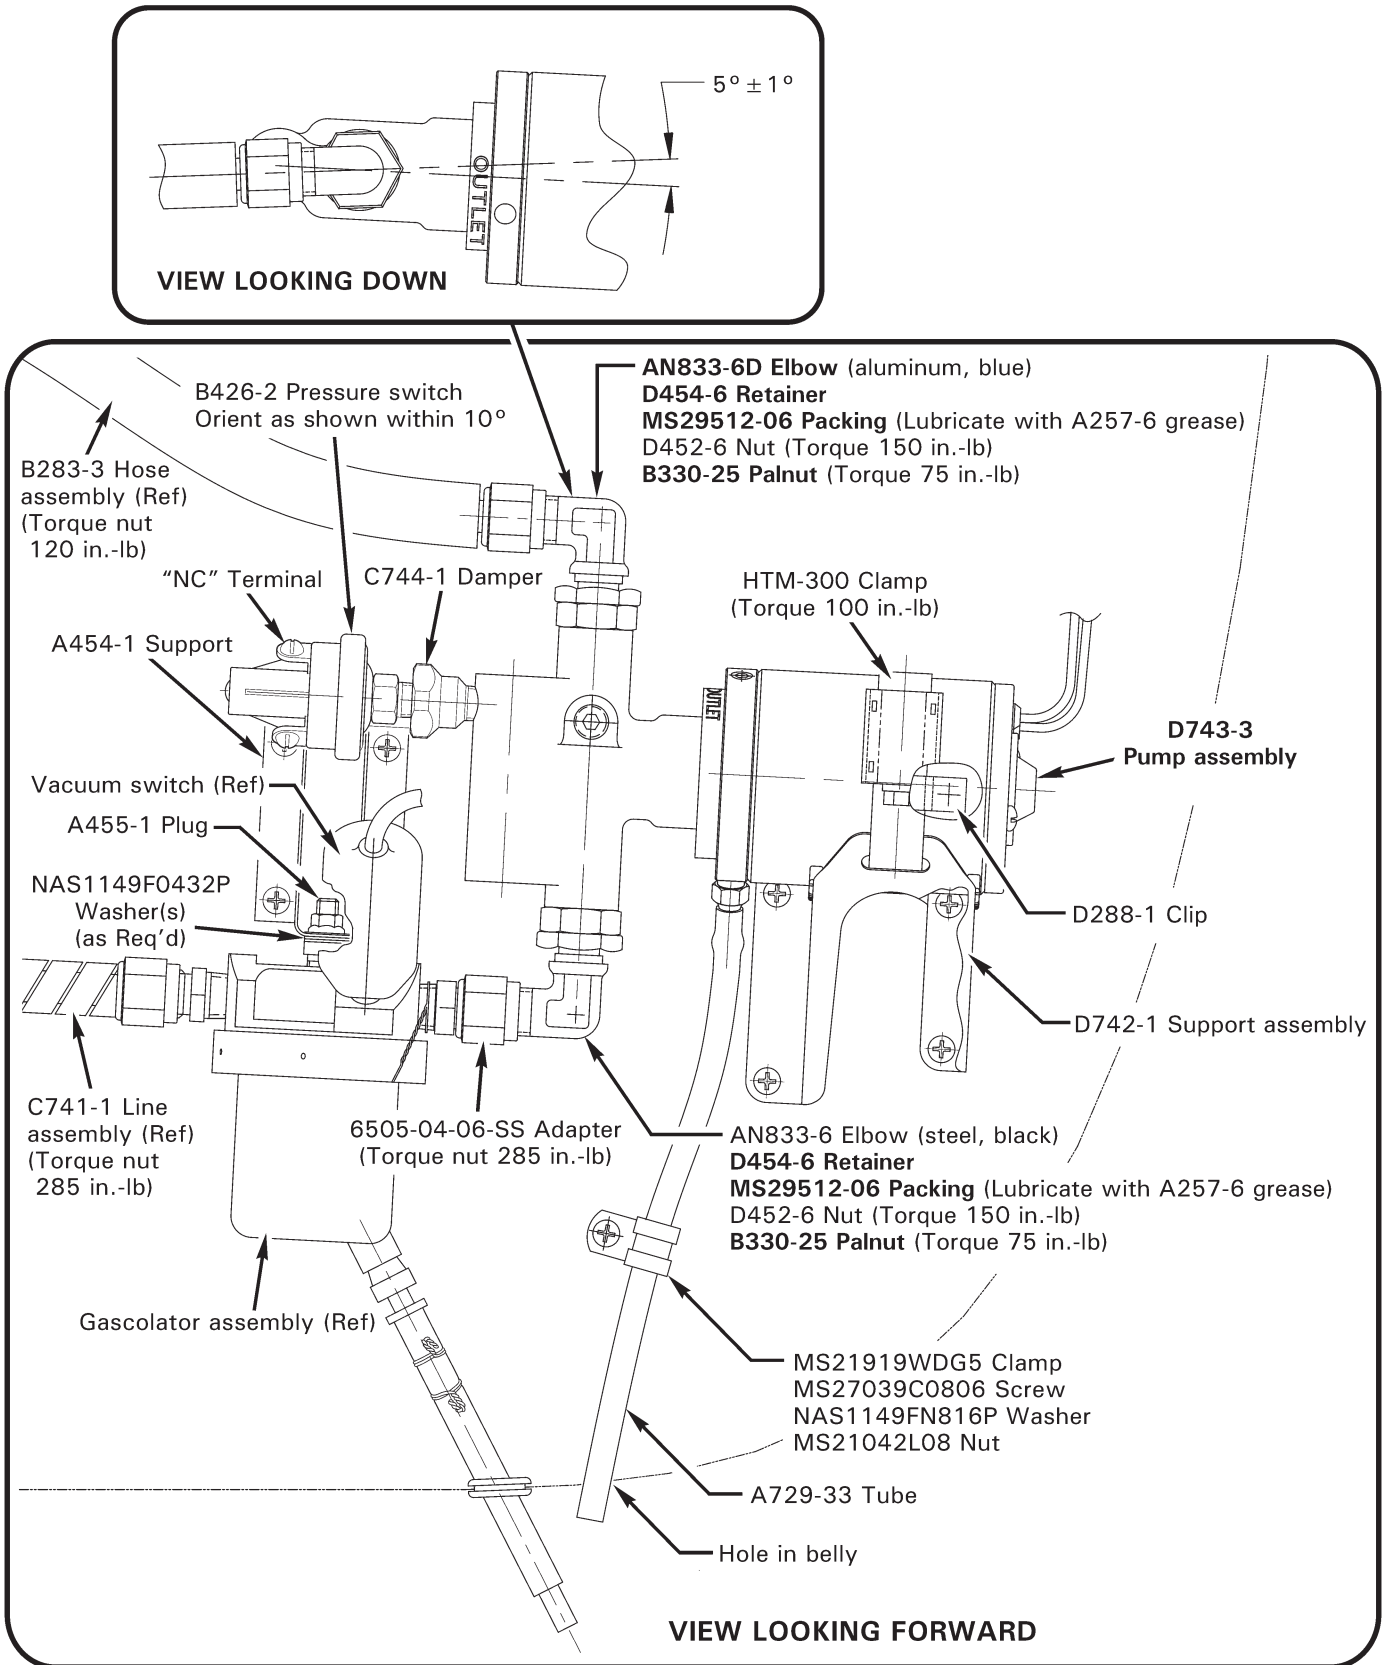 5° ± 1°
OUTLET
VIEW LOOKING DOWN
B426-2 Pressure switch
Orient as shown within 10°
AN833-6D Elbow (aluminum, blue)
D454-6 Retainer
MS29512-06 Packing (Lubricate with A257-6 grease)
D452-6 Nut (Torque 150 in.-lb)
B330-25 Palnut (Torque 75 in.-lb)
B283-3 Hose
assembly (Ref)
(Torque nut
120 in.-lb)
“NC” Terminal
C744-1 Damper
HTM-300 Clamp
(Torque 100 in.-lb)
A454-1 Support
OUTLET
D743-3
Pump assembly
Vacuum switch (Ref)
A455-1 Plug
NAS1149F0432P
Washer(s)
(as Req’d)
D288-1 Clip
D742-1 Support assembly
C741-1 Line
assembly (Ref)
(Torque nut
285 in.-lb)
6505-04-06-SS Adapter
(Torque nut 285 in.-lb)
AN833-6 Elbow (steel, black)
D454-6 Retainer
MS29512-06 Packing (Lubricate with A257-6 grease)
D452-6 Nut (Torque 150 in.-lb)
B330-25 Palnut (Torque 75 in.-lb)
Gascolator assembly (Ref)
MS21919WDG5 Clamp
MS27039C0806 Screw
NAS1149FN816P Washer
MS21042L08 Nut
A729-33 Tube
Hole in belly
VIEW LOOKING FORWARD